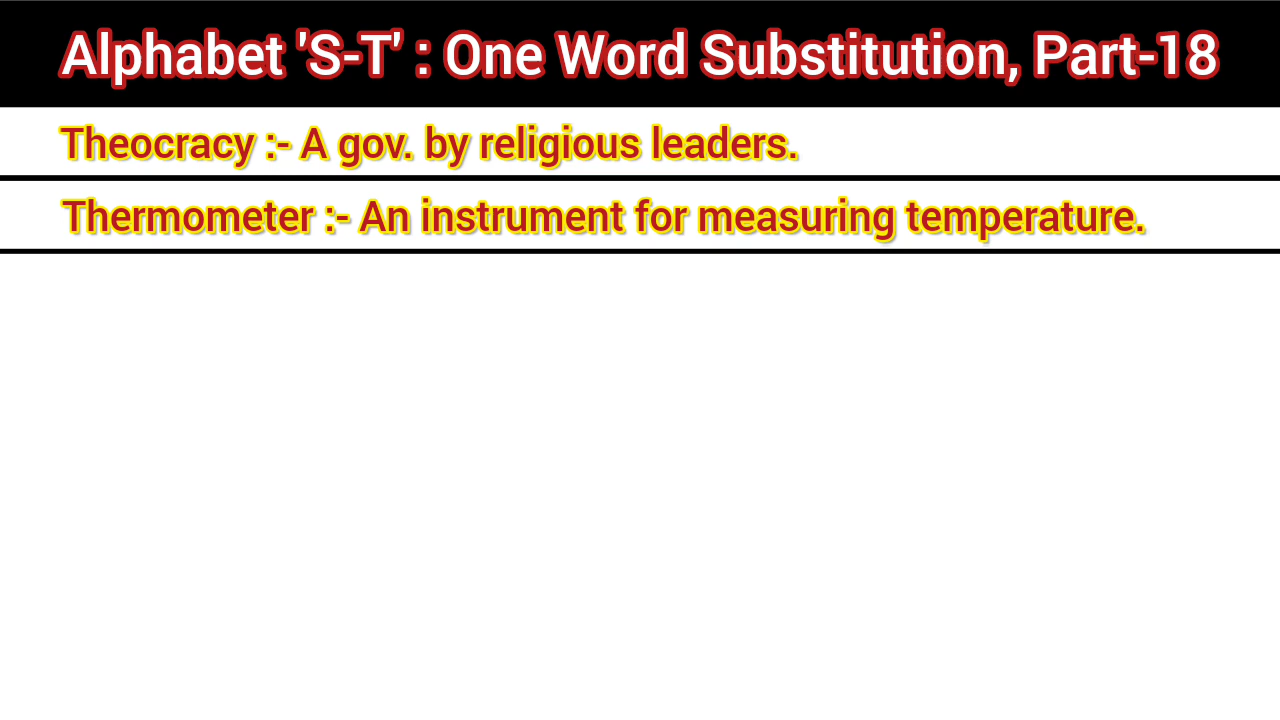 Alphabet 'S-T' : One Word Substitution, Part-18
Theocracy :- A gov. by religious leaders.
Thermometer :- An instrument for measuring temperature.